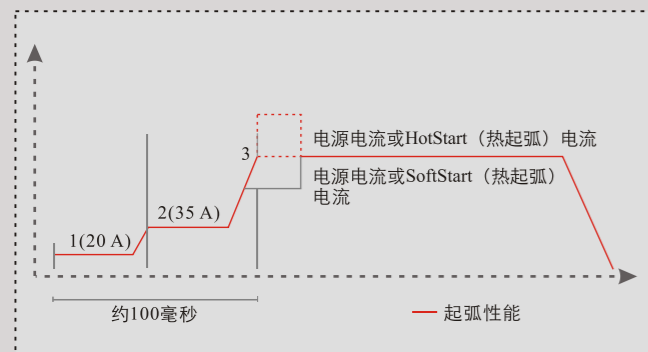 电源电流或HotStart（热起弧）电流
3
电源电流或SoftStart（热起弧）
电流
2(35 A)
1(20 A)
约100毫秒
起弧性能